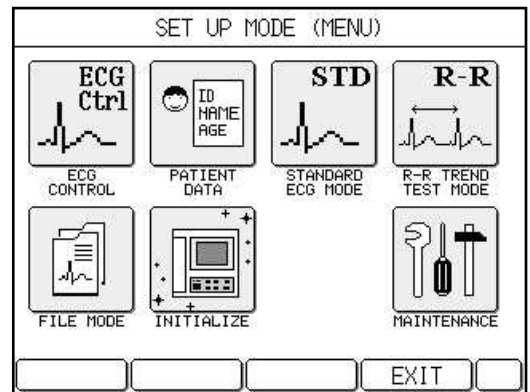 SET UP MODE (MENU)
ECG
Ctrl
ID
NAME
AGE
STD
R-R
ECG
CONTROL
PATIENT
DATA
STANDARD
ECG MODE
R-R TREND
TEST MODE
FILE MODE
INITIALIZE
MAINTENANCE
EXIT